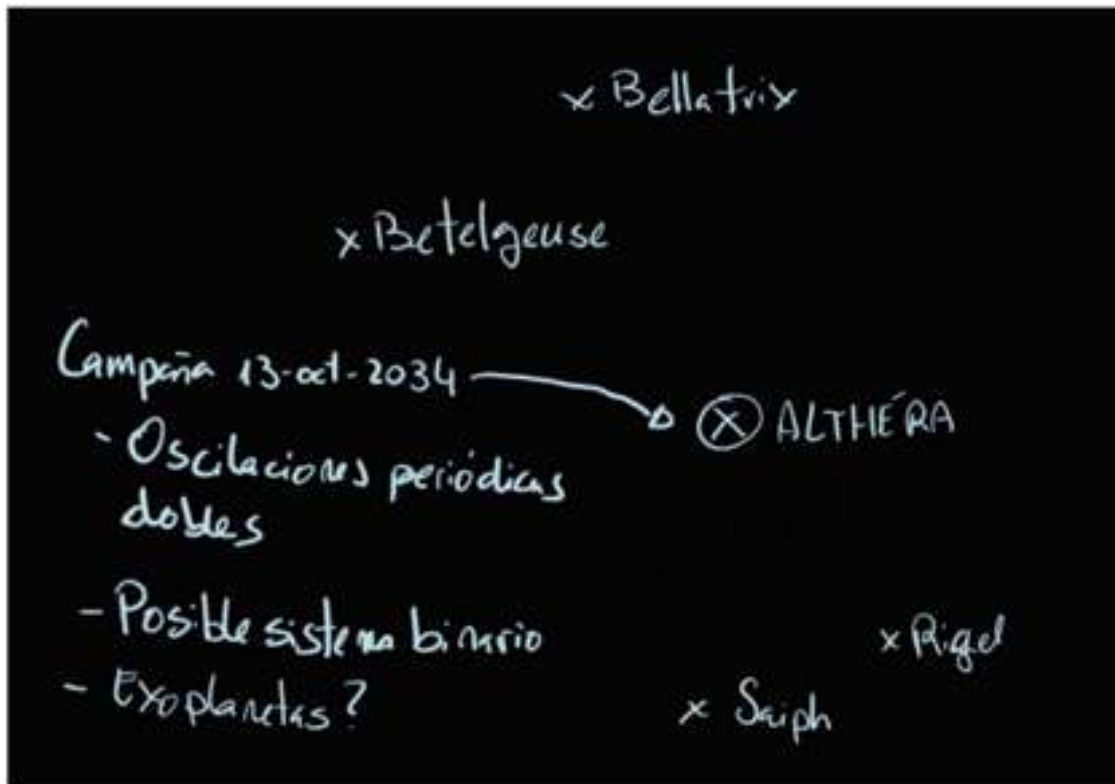 x Bellatrix
x Betelgeuse
Campaña 13-oct-2034
x ALTHÉRA
- Oscilaciones periódicas
dobles
- Posible sistema binario
x Rigel
- Exoplanetas?
x Saiph